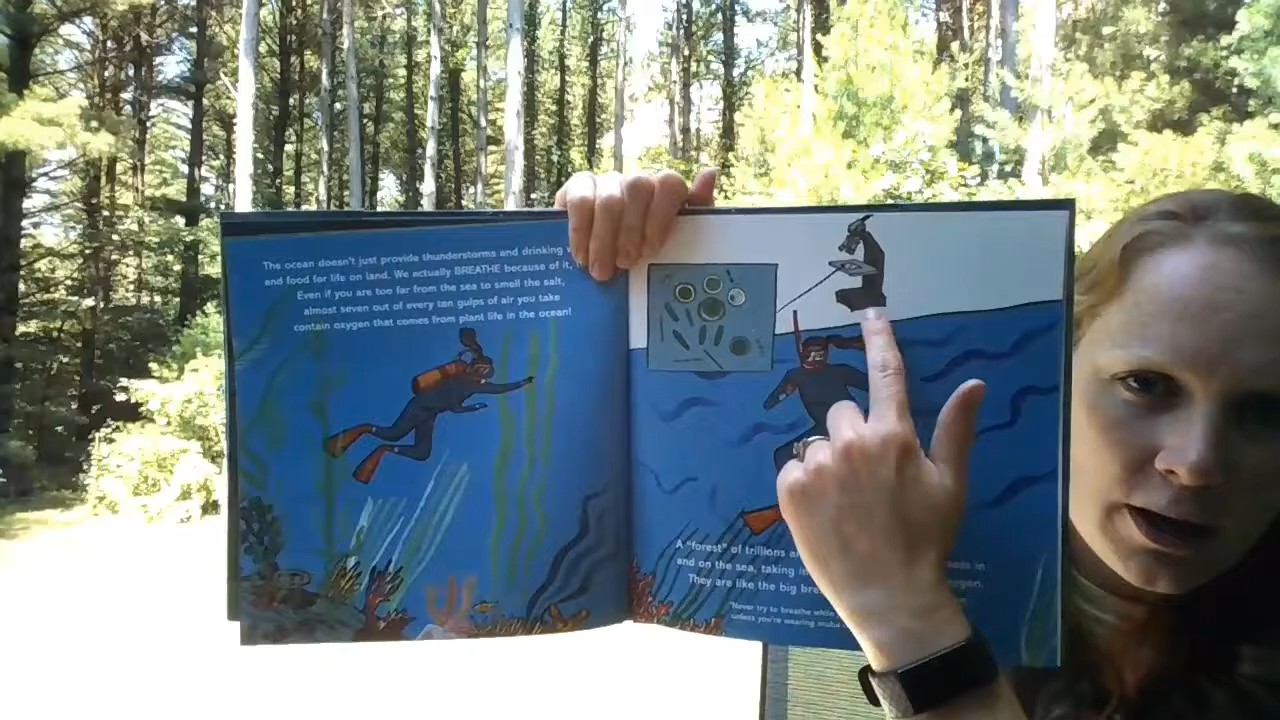 The ocean doesn't just provide thunderstorms and drinking
and food for life on land. We actually BREATHE because of it,
Even if you are too far from the sea to smell the salt,
almost seven out of every ten gulps of air you take
contain oxygen that comes from plant life in the ocean!
A "forest" of trillions in
and on the sea, taking
They are like the big
"Never try to breathe while
unless you're wearing